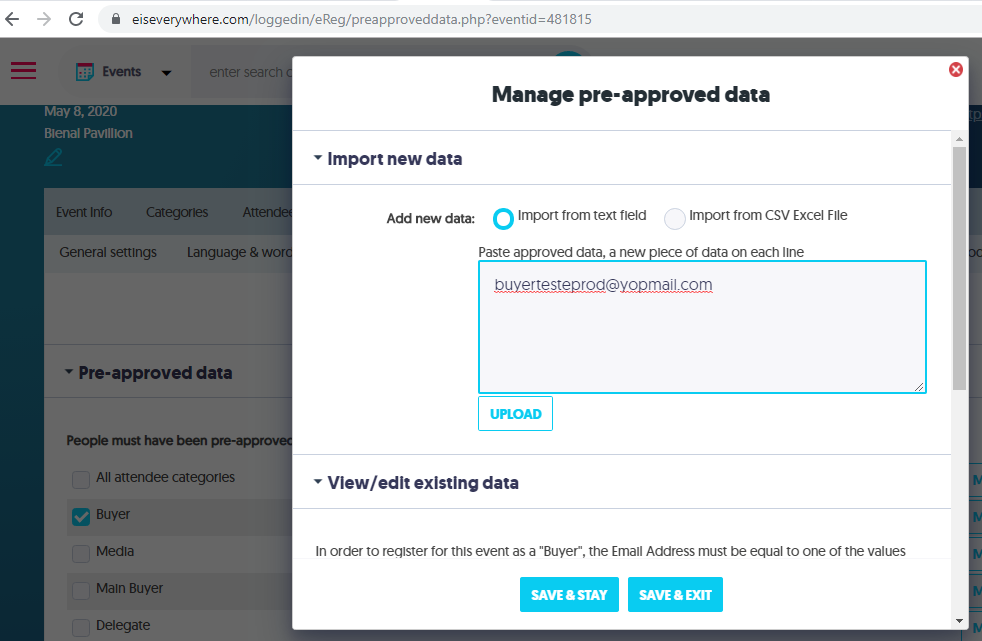 eiseverywhere.com/loggedin/eReg/preapproveddata.php?eventid=481815
Events
enter search
May 8, 2020
Bienal Pavillion
Event Info Categories Attendee
General settings Language &
Pre-approved data
People must have been pre-approved
All attendee categories
Buyer
Media
Main Buyer
Delegate
Manage pre-approved data
Import new data
Add new data: Import from text field Import from CSV Excel File
Paste approved data, a new piece of data on each line
buyertesteprod@yopmail.com
UPLOAD
View/edit existing data
In order to register for this event as a "Buyer", the Email Address must be equal to one of the values
SAVE & STAY SAVE & EXIT